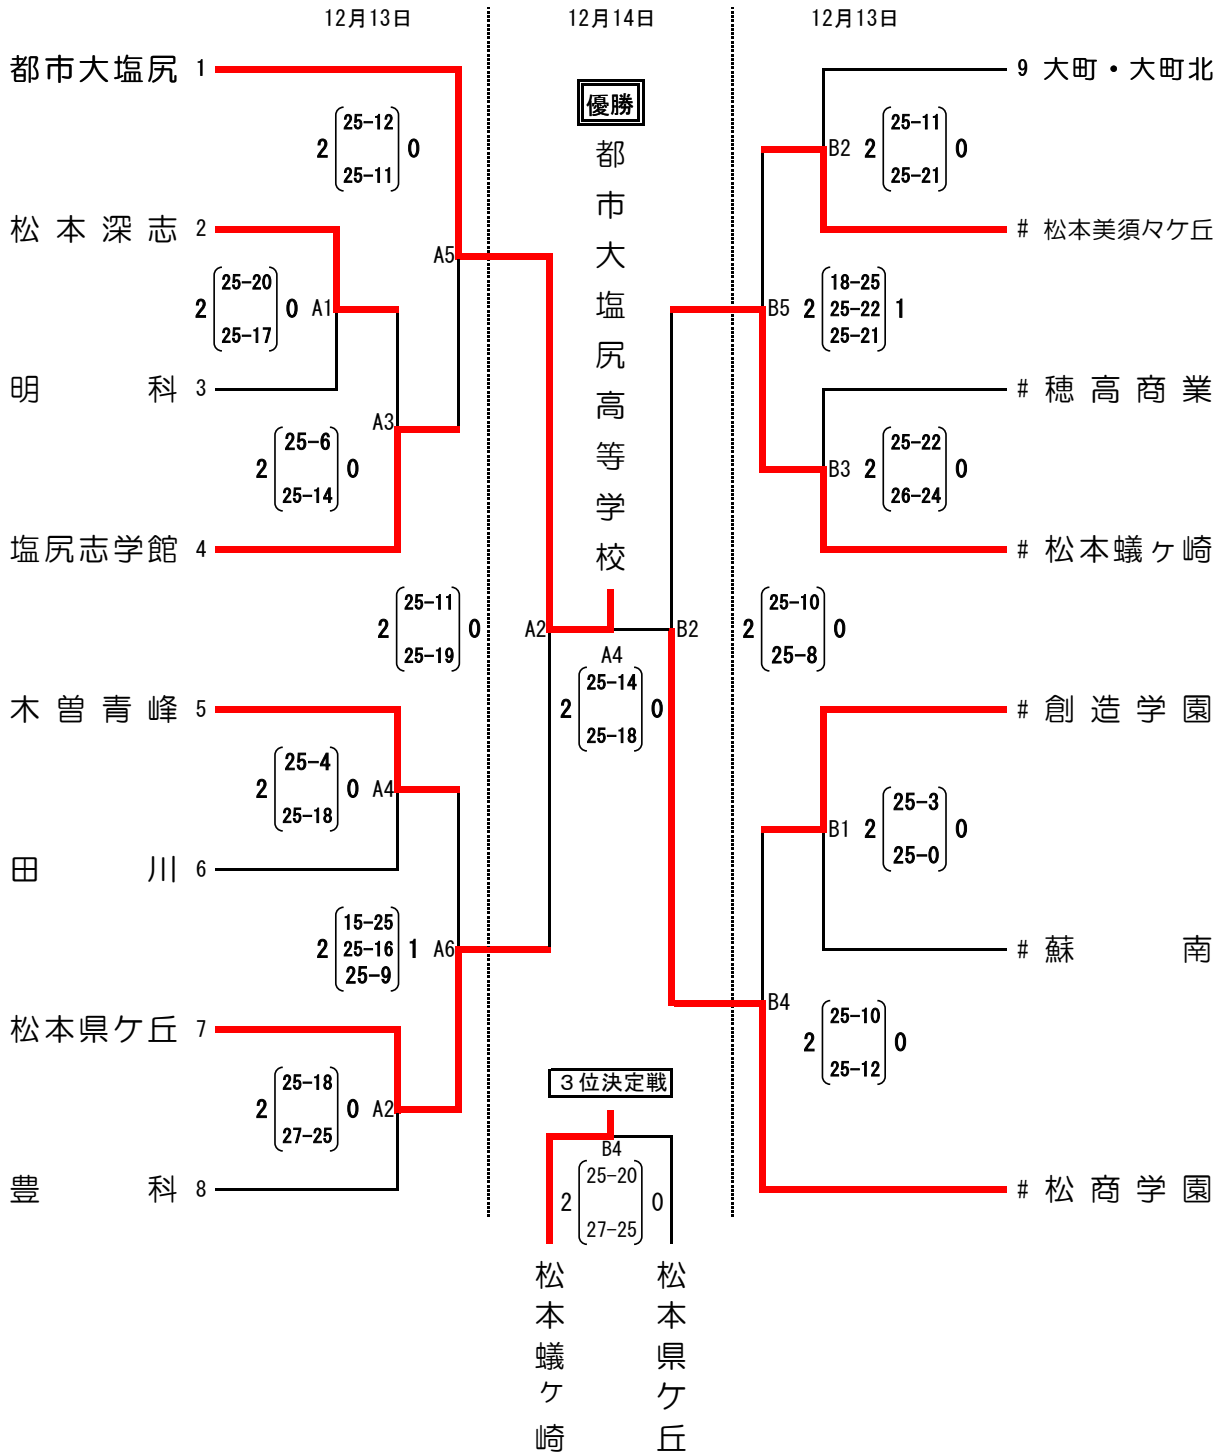 12月13日
12月14日
12月13日
都市大塩尻 1
松本深志 2
明科 3
塩尻志学館 4
木曽青峰 5
田川 6
松本県ケ丘 7
豊科 8
2 25-12 25-11 0
A5
2 25-20 25-17 0 A1
A3
2 25-6 25-14 0
2 25-11 25-19 0
A2
2 25-4 25-18 0 A4
2 15-25 25-16 25-9 1 A6
2 25-18 27-25 0 A2
優勝
都市大塩尻高等学校
A4
2 25-14 25-18 0
3位決定戦
B4
2 25-20 27-25 0
松本蟻ケ崎
松本県ケ丘
9 大町・大町北
B2 2 25-11 25-21 0
# 松本美須々ケ丘
B5 2 18-25 25-22 25-21 1
# 穂高商業
B3 2 25-22 26-24 0
# 松本蟻ヶ崎
B2
2 25-10 25-8 0
# 創造学園
B1 2 25-3 25-0 0
# 蘇南
B4
2 25-10 25-12 0
# 松商学園